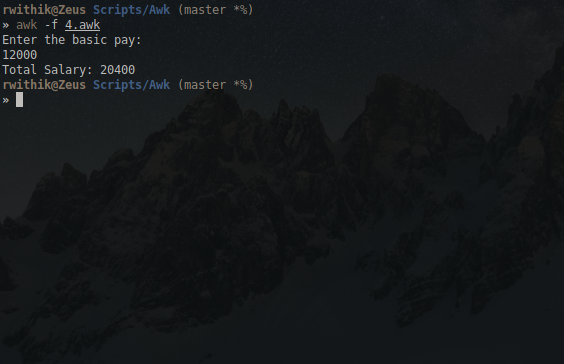 rwithik@Zeus Scripts/Awk (master *%)
» awk -f 4.awk
Enter the basic pay:
12000
Total Salary: 20400
rwithik@Zeus Scripts/Awk (master *%)
»